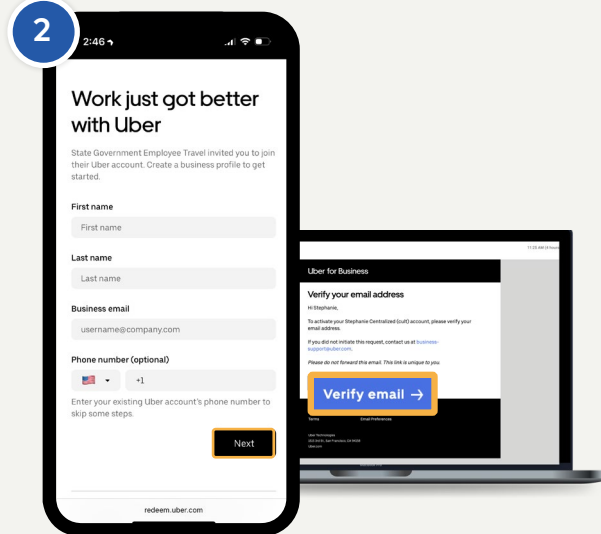 2
2:46
Work just got better
with Uber
State Government Employee Travel invited you to join
their Uber account. Create a business profile to get
started.
First name
First name
Last name
Last name
Business email
username@company.com
Phone number (optional)
+1
Enter your existing Uber account's phone number to
skip some steps.
Next
redeem.uber.com
Uber for Business
Verify your email address
Hi Stephanie,
To activate your Stephanie Centralized (cult) account, please verify your
email address.
If you did not initiate this request, contact us at business-
support@uber.com.
Please do not forward this email. This link is unique to you.
Verify email →
Terms
Email Preferences
Uber Technologies
Uber.com